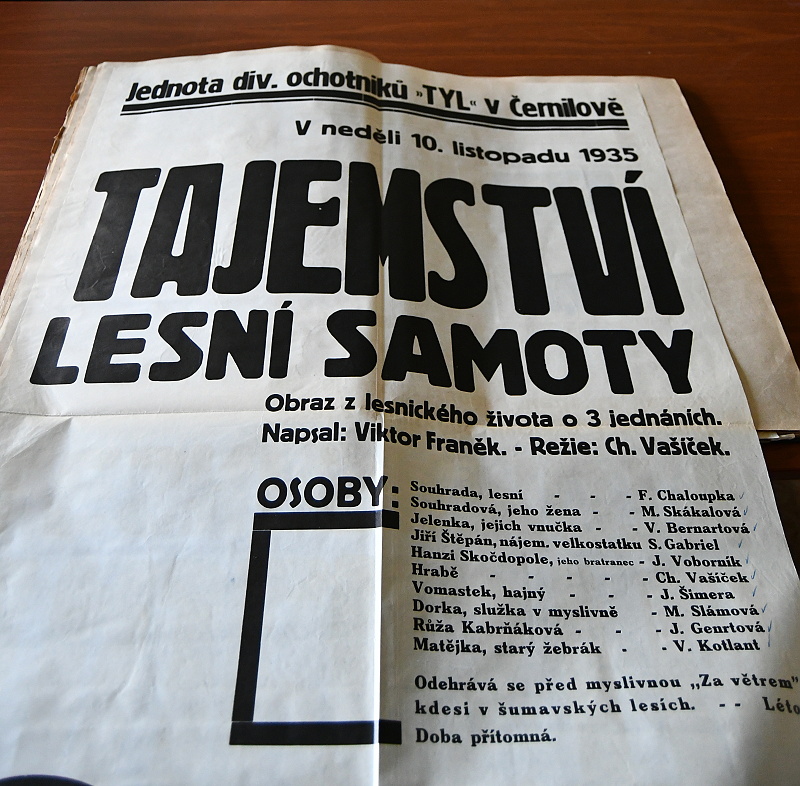 Jednota div. ochotníků „TYL“ v Černilově
V neděli 10. listopadu 1935
TAJEMSTVÍ
LESNÍ SAMOTY
Obraz z lesnického života o 3 jednáních.
Napsal: Viktor Franěk. - Režie: Ch. Vašíček.
OSOBY:
Souhrada, lesní - - - F. Chaloupka
Souhradová, jeho žena - - M. Skákalová
Jelenka, jejich vnučka - - V. Bernartová
Jiří Štěpán, nájem. velkostatku S. Gabriel
Hanzi Skočdopole, jeho bratranec - J. Voborník
Hrabě - - - - - Ch. Vašíček
Vomastek, hajný - - - J. Šimera
Dorka, služka v myslivně - M. Slámová
Růža Kabrňáková - - - J. Genrtová
Matějka, starý žebrák - - V. Kotlant
Odehrává se před myslivnou „Za větrem“
kdesi v šumavských lesích. - - Léto
Doba přítomná.